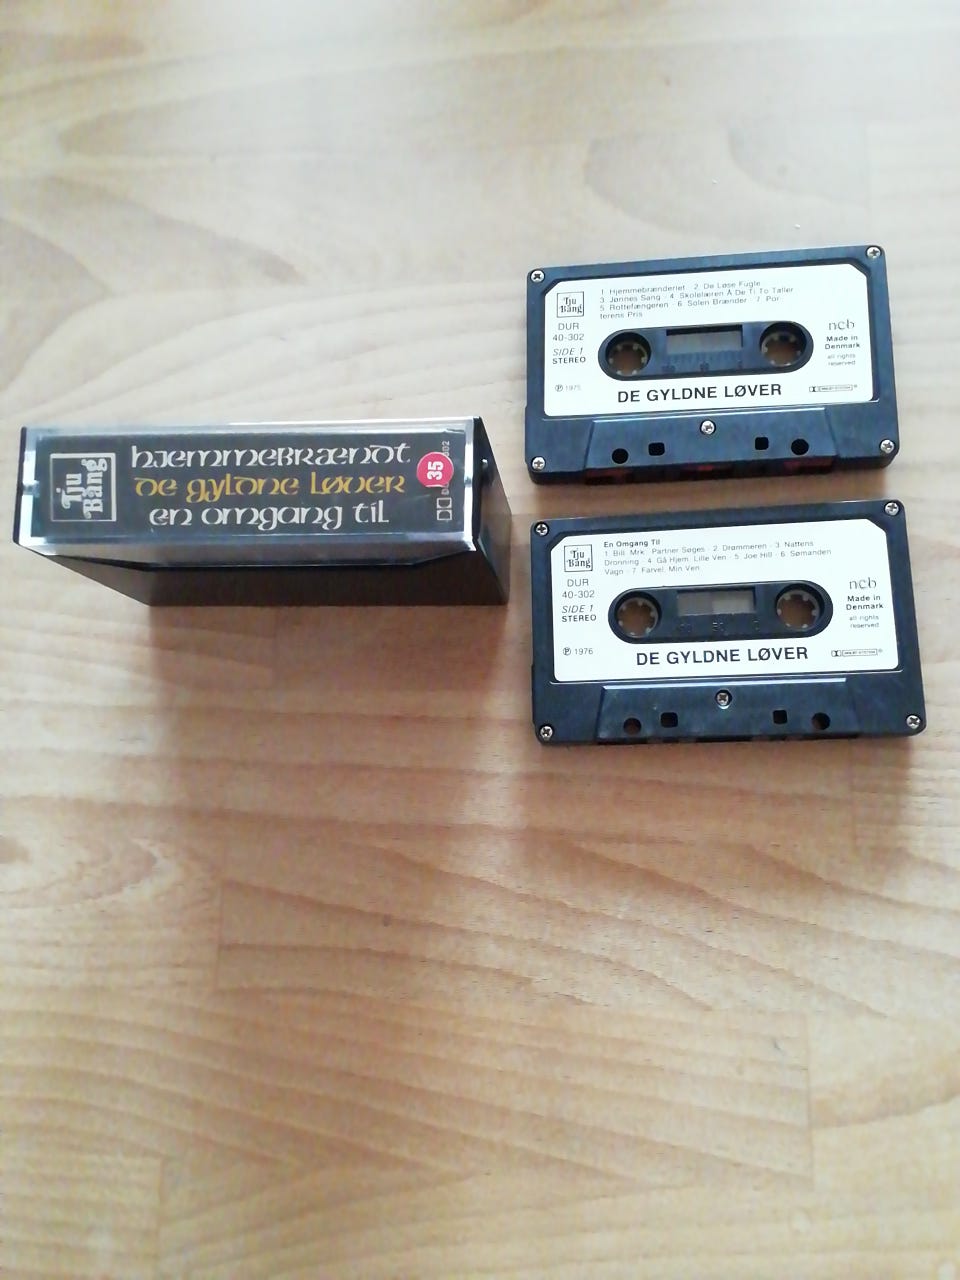 Tju
Bang
hjemmebrændt
de gyldne løver
en omgang til
35
Tju
Bang
1. Hjemmebrænderiet · 2. De Løse Fugle
3. Jønnes Sang · 4. Skolelæren Å De Ti To Tøller
5. Rottefængeren · 6. Solen Brænder · 7. Por-
terens Pris
DUR
40-302
SIDE 1
STEREO
ncb
Made in
Denmark
all rights
reserved
℗ 1975
DE GYLDNE LØVER
Tju
Bang
En Omgang Til
1. Bill. Mrk.: Partner Søges · 2. Drømmeren · 3. Nattens
Dronning · 4. Gå Hjem, Lille Ven · 5. Joe Hill · 6. Sømanden
Vagn · 7. Farvel, Min Ven
DUR
40-302
SIDE 1
STEREO
ncb
Made in
Denmark
all rights
reserved
℗ 1976
DE GYLDNE LØVER